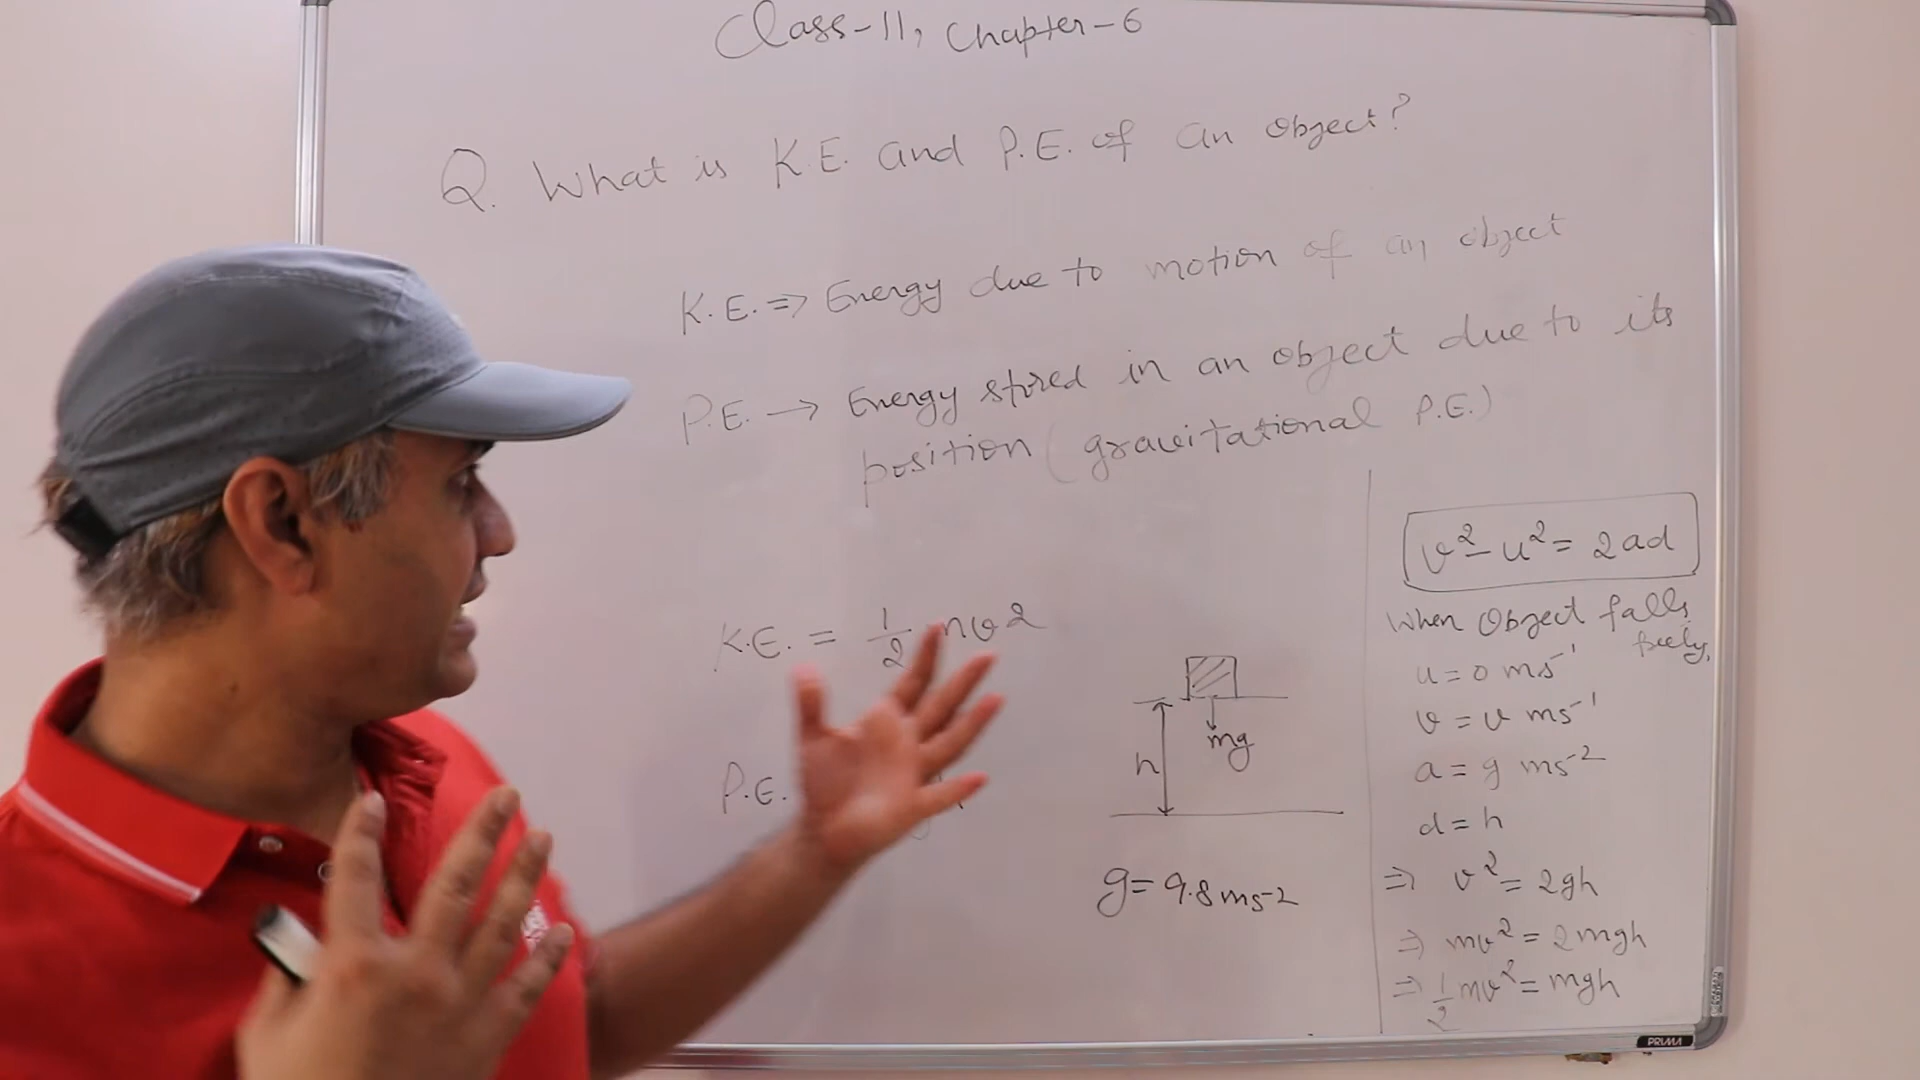 Class-11, Chapter-6
Q. What is K.E. and P.E. of an object?
K.E. ⇒ Energy due to motion of an object
P.E. → Energy stored in an object due to its
position (gravitational P.E.)
K.E. = 1/2 mv²
P.E.
mg
h
g = 9.8 ms-2
v² - u² = 2ad
When object falls
freely,
u = 0 ms⁻¹
v = v ms⁻¹
a = g ms⁻²
d = h
⇒ v² = 2gh
⇒ mv² = 2mgh
⇒ 1/2 mv² = mgh
PRIMA